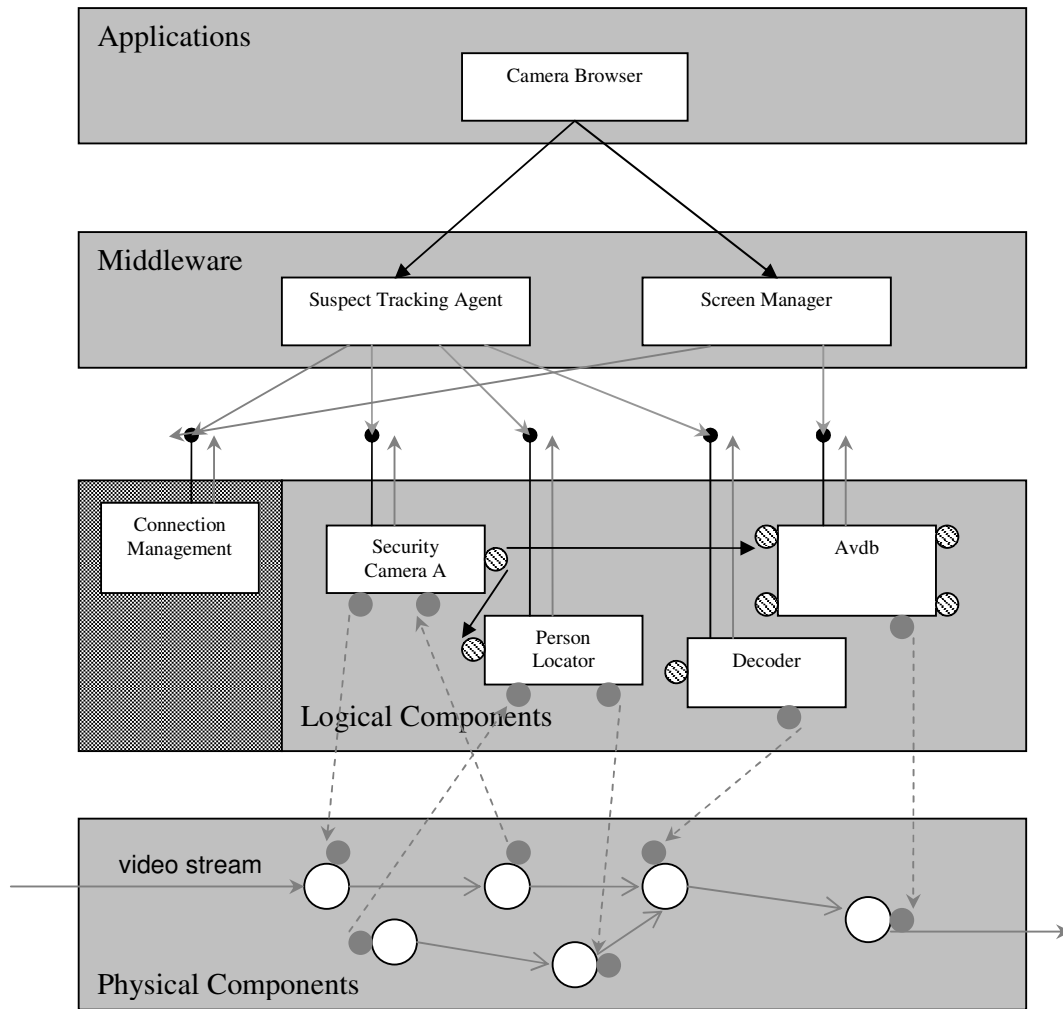 Applications
Camera Browser
Middleware
Suspect Tracking Agent
Screen Manager
Connection
Management
Security
Camera A
Avdb
Person
Locator
Decoder
Logical Components
video stream
Physical Components